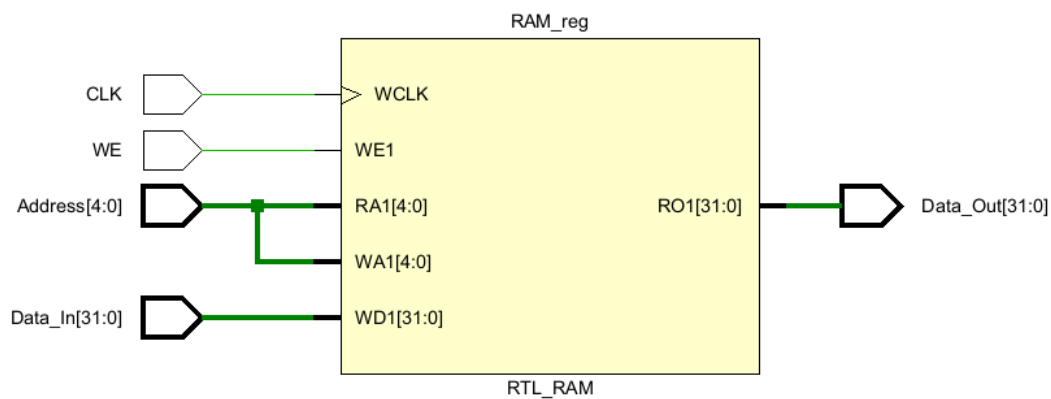 RAM_reg
CLK
WCLK
WE
WE1
Address[4:0]
RA1[4:0]
RO1[31:0]
Data_Out[31:0]
WA1[4:0]
Data_In[31:0]
WD1[31:0]
RTL_RAM